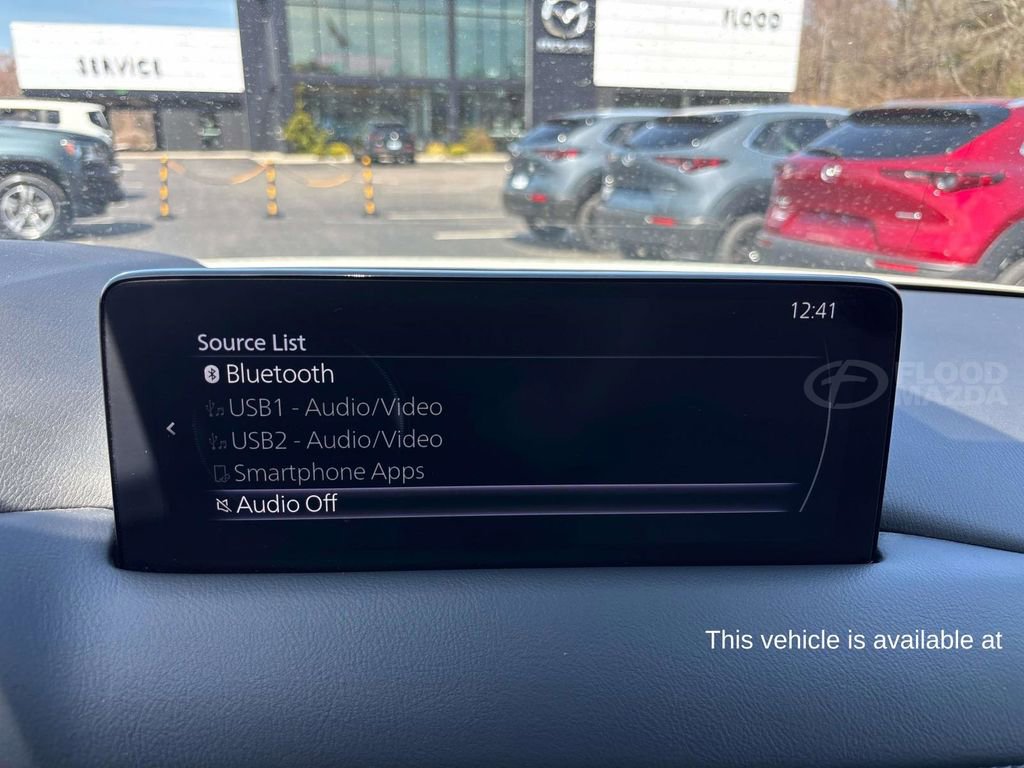 SERVICE
FLOOD
12:41
Source List
Bluetooth
USB1 - Audio/Video
USB2 - Audio/Video
Smartphone Apps
Audio Off
FLOOD
MAZDA
This vehicle is available at